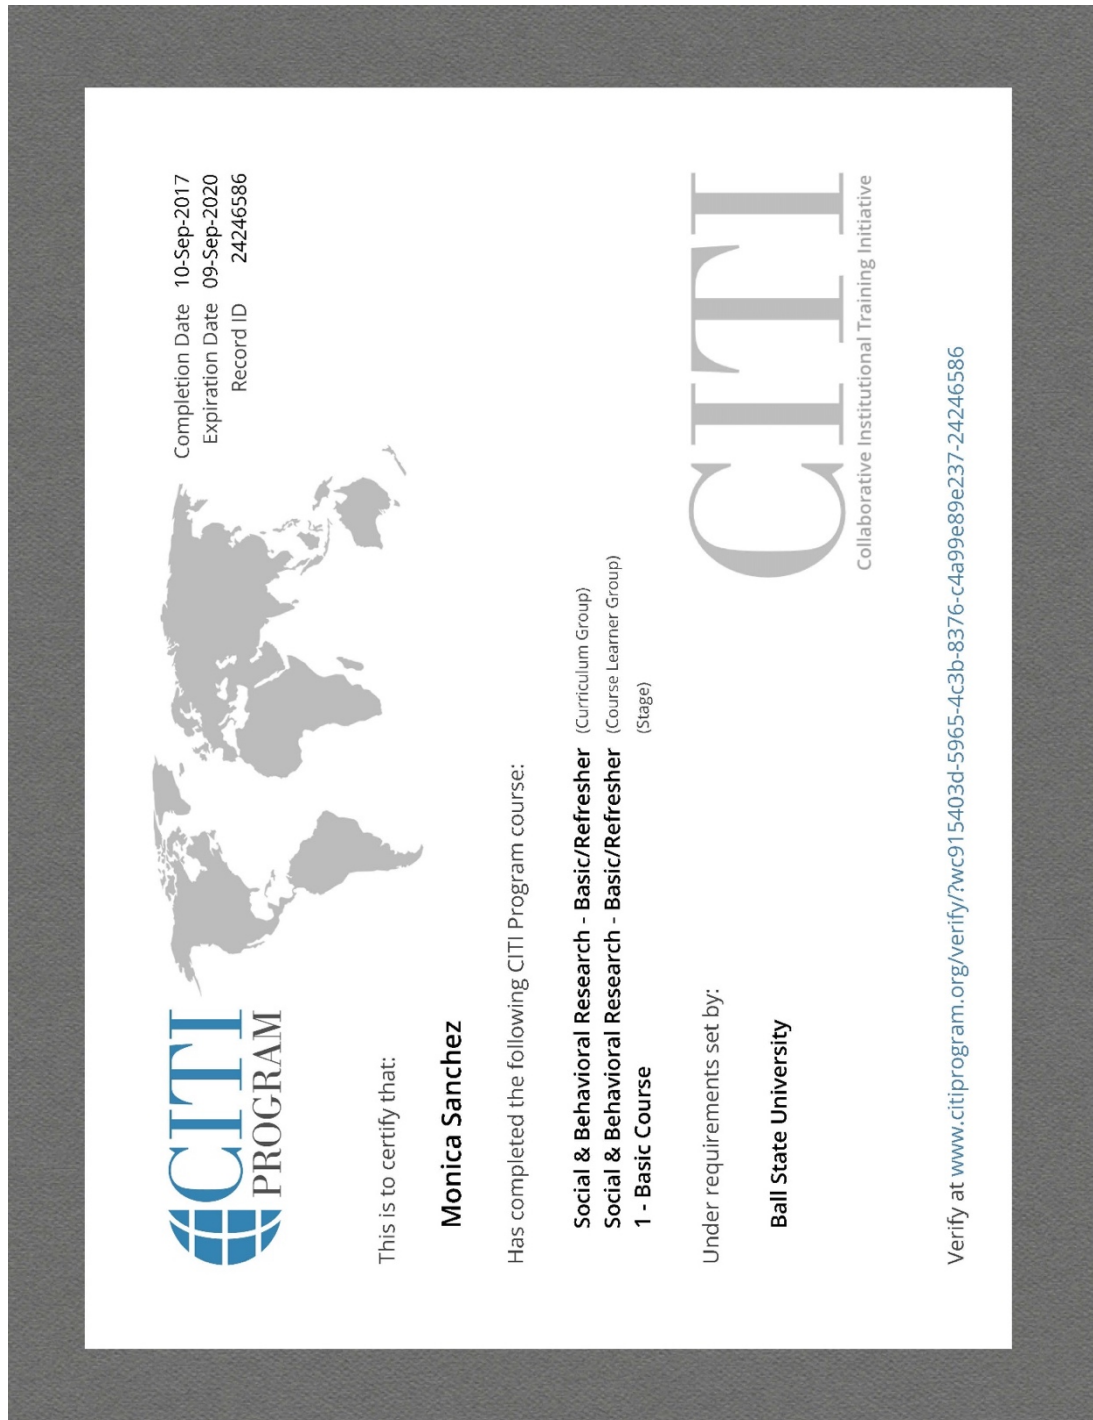 CITI
PROGRAM
Completion Date 10-Sep-2017
Expiration Date 09-Sep-2020
Record ID 24246586
This is to certify that:
Monica Sanchez
Has completed the following CITI Program course:
Social & Behavioral Research - Basic/Refresher (Curriculum Group)
Social & Behavioral Research - Basic/Refresher (Course Learner Group)
1 - Basic Course (Stage)
Under requirements set by:
Ball State University
CITI
Collaborative Institutional Training Initiative
Verify at www.citiprogram.org/verify/?wc915403d-5965-4c3b-8376-c4a99e89e237-24246586